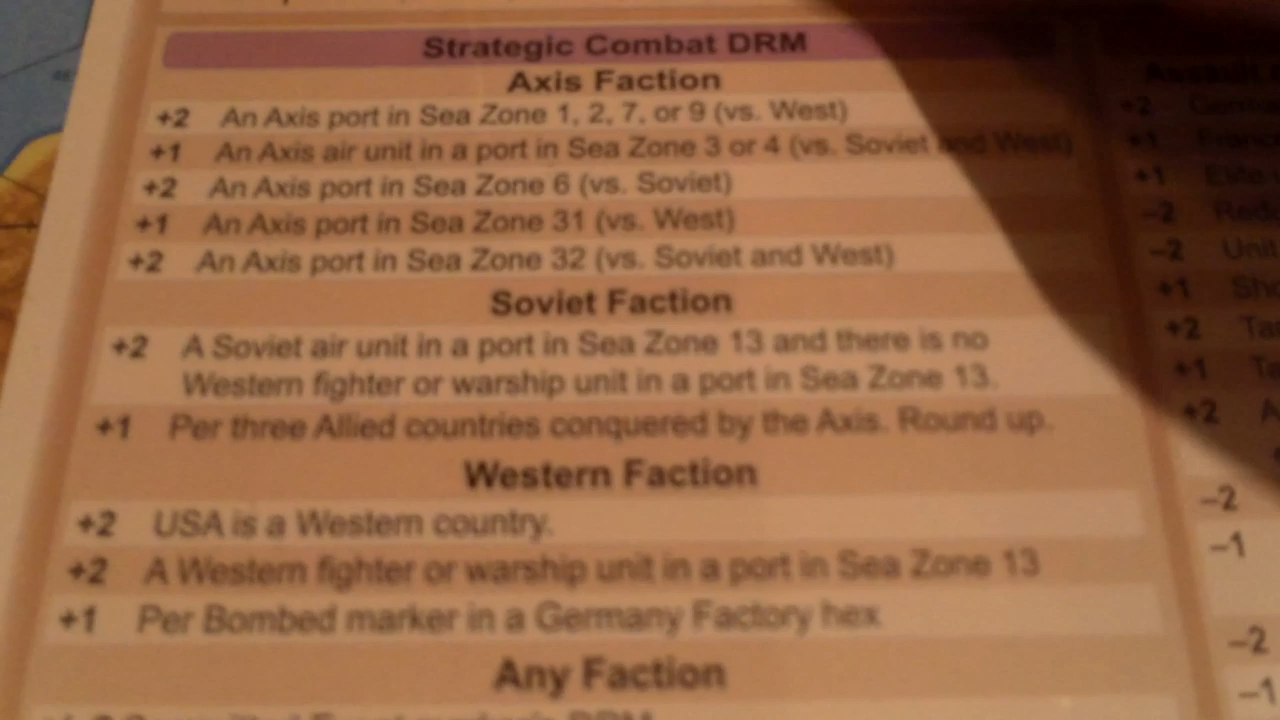 Strategic Combat DRM
Axis Faction
+2 An Axis port in Sea Zone 1, 2, 7, or 9 (vs. West)
+1 An Axis air unit in a port in Sea Zone 3 or 4 (vs. Soviet and West)
+2 An Axis port in Sea Zone 6 (vs. Soviet)
+1 An Axis port in Sea Zone 31 (vs. West)
+2 An Axis port in Sea Zone 32 (vs. Soviet and West)
Soviet Faction
+2 A Soviet air unit in a port in Sea Zone 13 and there is no
Western fighter or warship unit in a port in Sea Zone 13.
+1 Per three Allied countries conquered by the Axis. Round up.
Western Faction
+2 USA is a Western country.
+2 A Western fighter or warship unit in a port in Sea Zone 13
+1 Per Bombed marker in a Germany Factory hex
Any Faction
Assault
+2
+1
+1
–2
–2
+1
+2
+1
+2
–2
–1
–2
–1